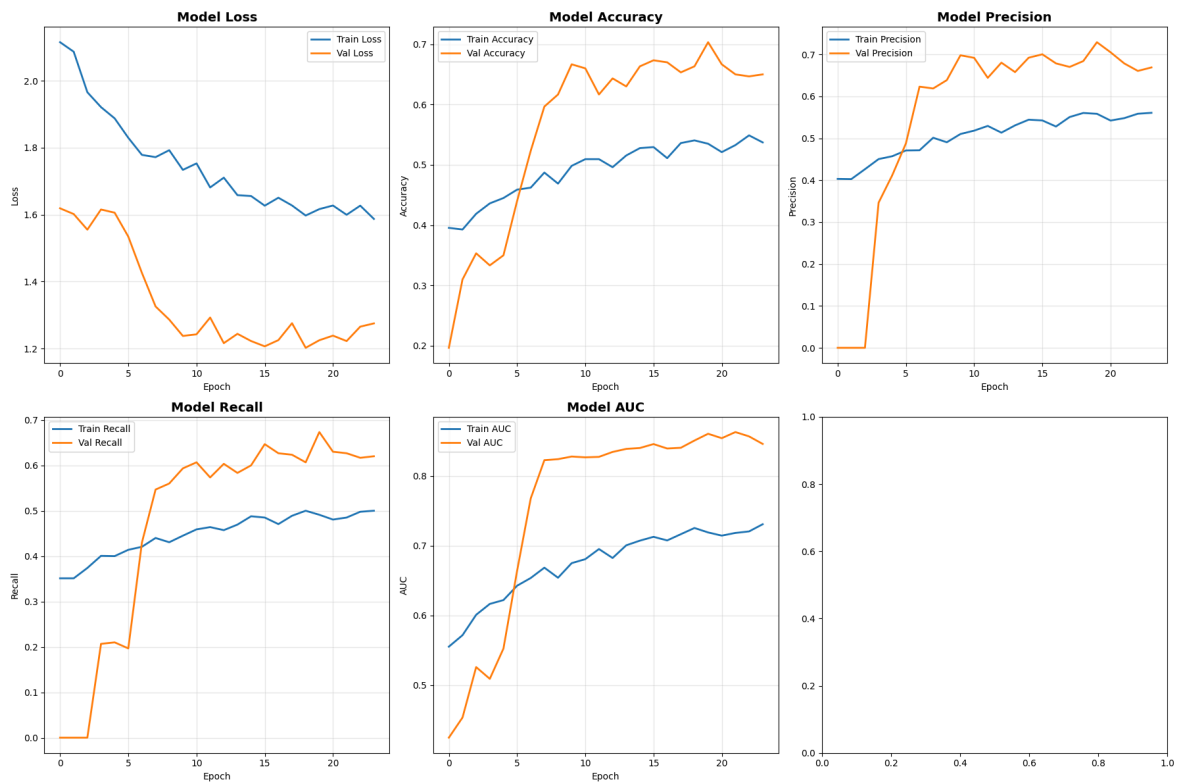 Model Loss
Train Loss
Val Loss
2.0
1.8
1.6
1.4
1.2
Loss
0 5 10 15 20
Epoch
Model Accuracy
Train Accuracy
Val Accuracy
0.7
0.6
0.5
0.4
0.3
0.2
Accuracy
0 5 10 15 20
Epoch
Model Precision
Train Precision
Val Precision
0.7
0.6
0.5
0.4
0.3
0.2
0.1
0.0
Precision
0 5 10 15 20
Epoch
Model Recall
Train Recall
Val Recall
0.7
0.6
0.5
0.4
0.3
0.2
0.1
0.0
Recall
0 5 10 15 20
Epoch
Model AUC
Train AUC
Val AUC
0.8
0.7
0.6
0.5
AUC
0 5 10 15 20
Epoch
1.0
0.8
0.6
0.4
0.2
0.0
0.0 0.2 0.4 0.6 0.8 1.0